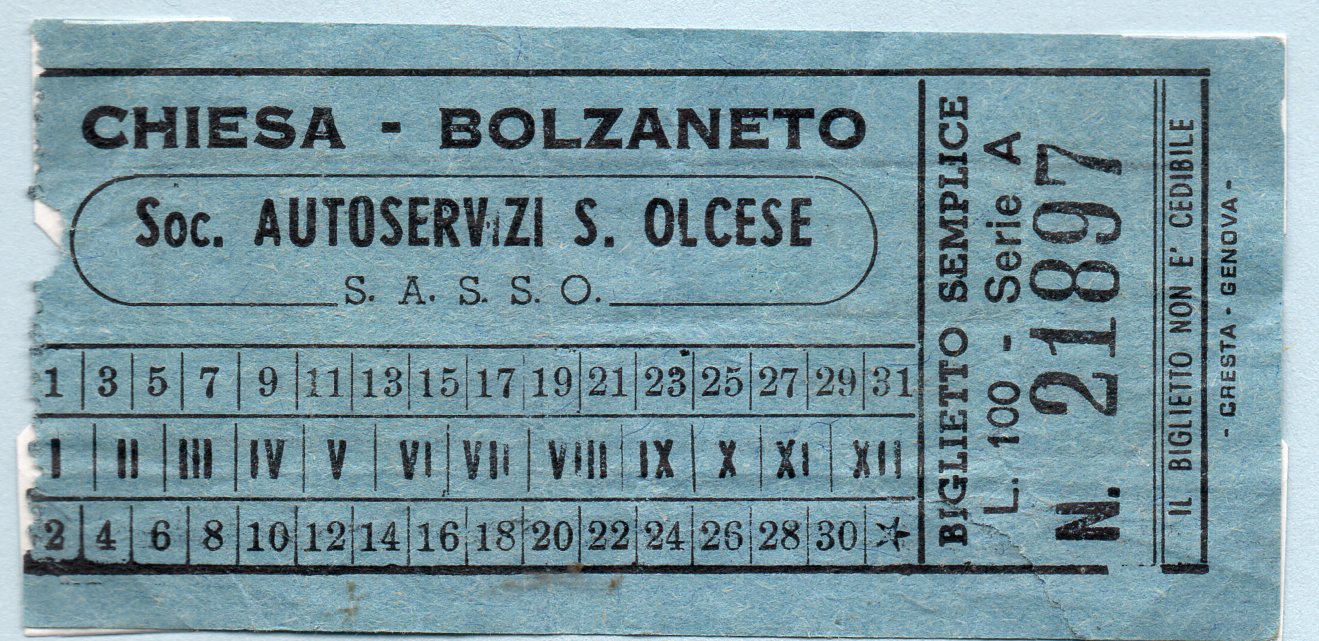 CHIESA - BOLZANETO
Soc. AUTOSERVIZI S. OLCESE
S. A. S. S. O.
1 3 5 7 9 11 13 15 17 19 21 23 25 27 29 31
I II III IV V VI VII VIII IX X XI XII
2 4 6 8 10 12 14 16 18 20 22 24 26 28 30 ★
BIGLIETTO SEMPLICE
L. 100 - Serie A
N. 21897
IL BIGLIETTO NON E' CEDIBILE
- CRESTA - GENOVA -